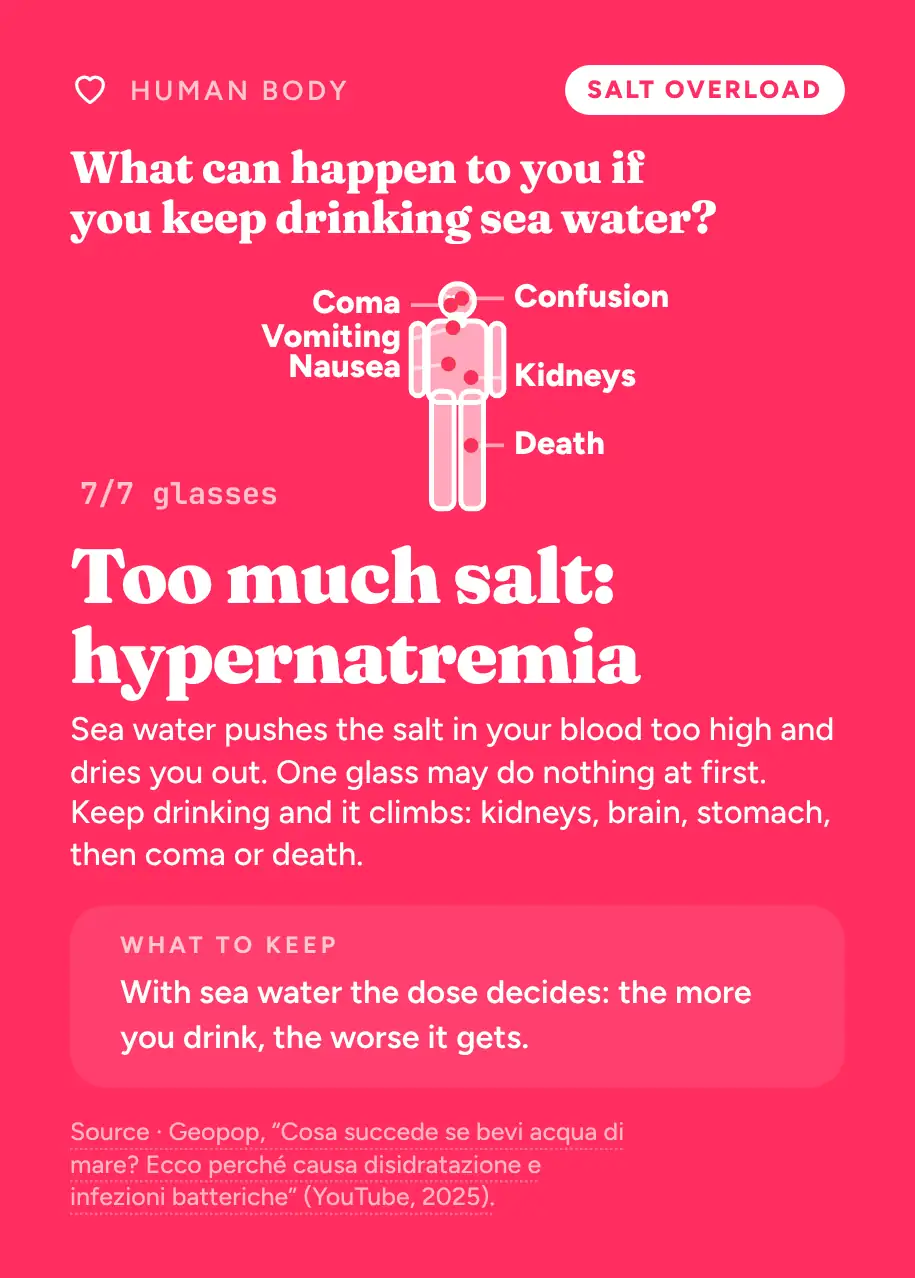 HUMAN BODY
SALT OVERLOAD
What can happen to you if
you keep drinking sea water?
Coma
Confusion
Vomiting
Nausea
Kidneys
Death
7/7 glasses
Too much salt:
hypernatremia
Sea water pushes the salt in your blood too high and
dries you out. One glass may do nothing at first.
Keep drinking and it climbs: kidneys, brain, stomach,
then coma or death.
WHAT TO KEEP
With sea water the dose decides: the more
you drink, the worse it gets.
Source · Geopop, “Cosa succede se bevi acqua di
mare? Ecco perché causa disidratazione e
infezioni batteriche” (YouTube, 2025).